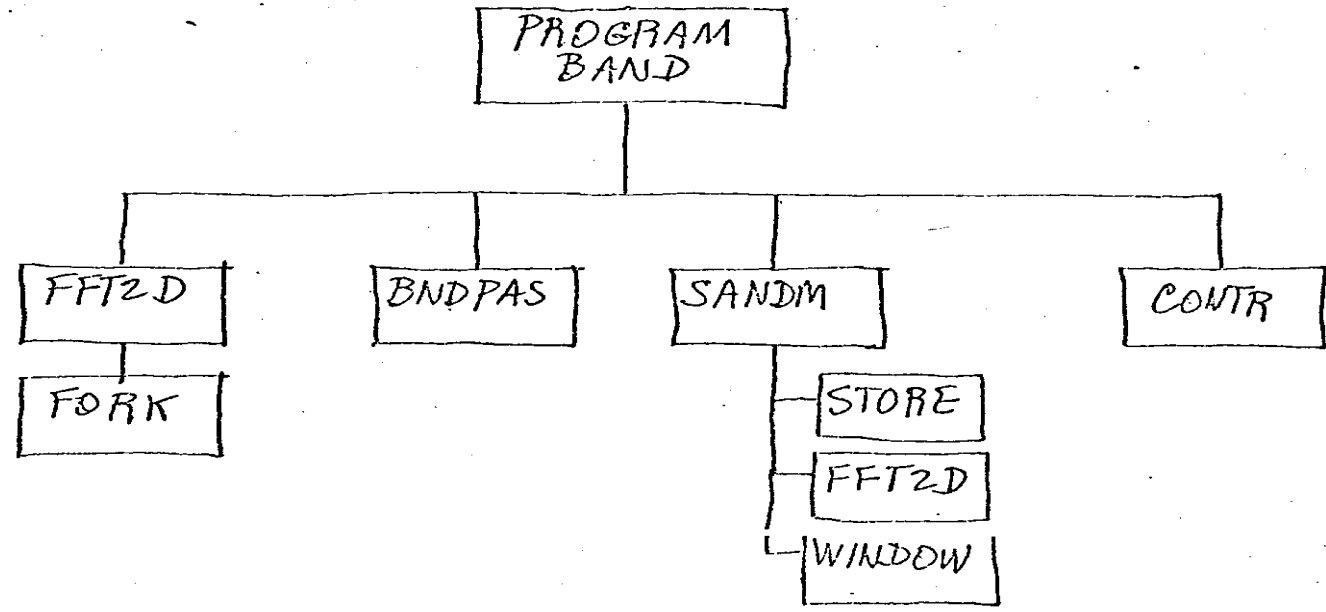 PROGRAM
BAND
FFT2D
BNDPAS
SANDM
CONTR
FORK
STORE
FFT2D
WINDOW